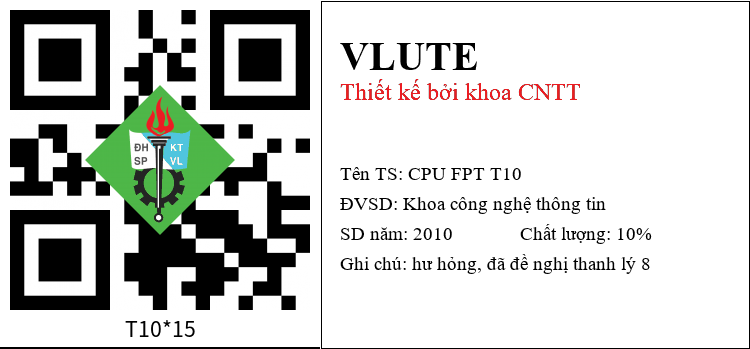 ĐH KT
SP VL
T10*15
VLUTE
Thiết kế bởi khoa CNTT
Tên TS: CPU FPT T10
ĐVSD: Khoa công nghệ thông tin
SD năm: 2010 Chất lượng: 10%
Ghi chú: hư hỏng, đã đề nghị thanh lý 8